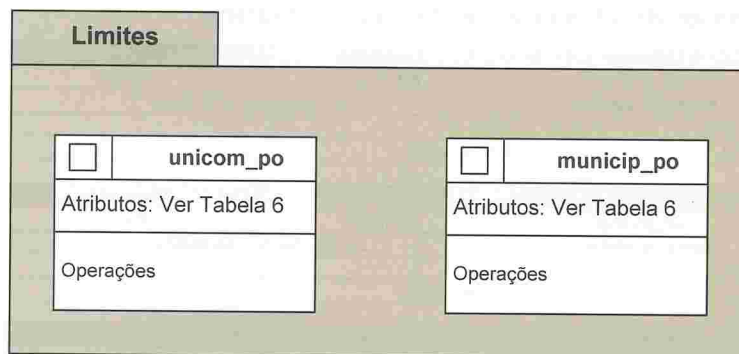 Limites
unicom_po
Atributos: Ver Tabela 6
Operações
municip_po
Atributos: Ver Tabela 6
Operações